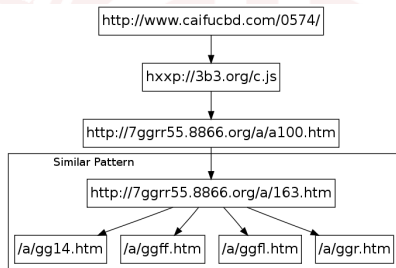 http://www.caifucbd.com/0574/
hxxp://3b3.org/c.js
http://7ggrr55.8866.org/a/a100.htm
Similar Pattern
http://7ggrr55.8866.org/a/163.htm
/a/gg14.htm /a/ggff.htm /a/ggfl.htm /a/ggr.htm